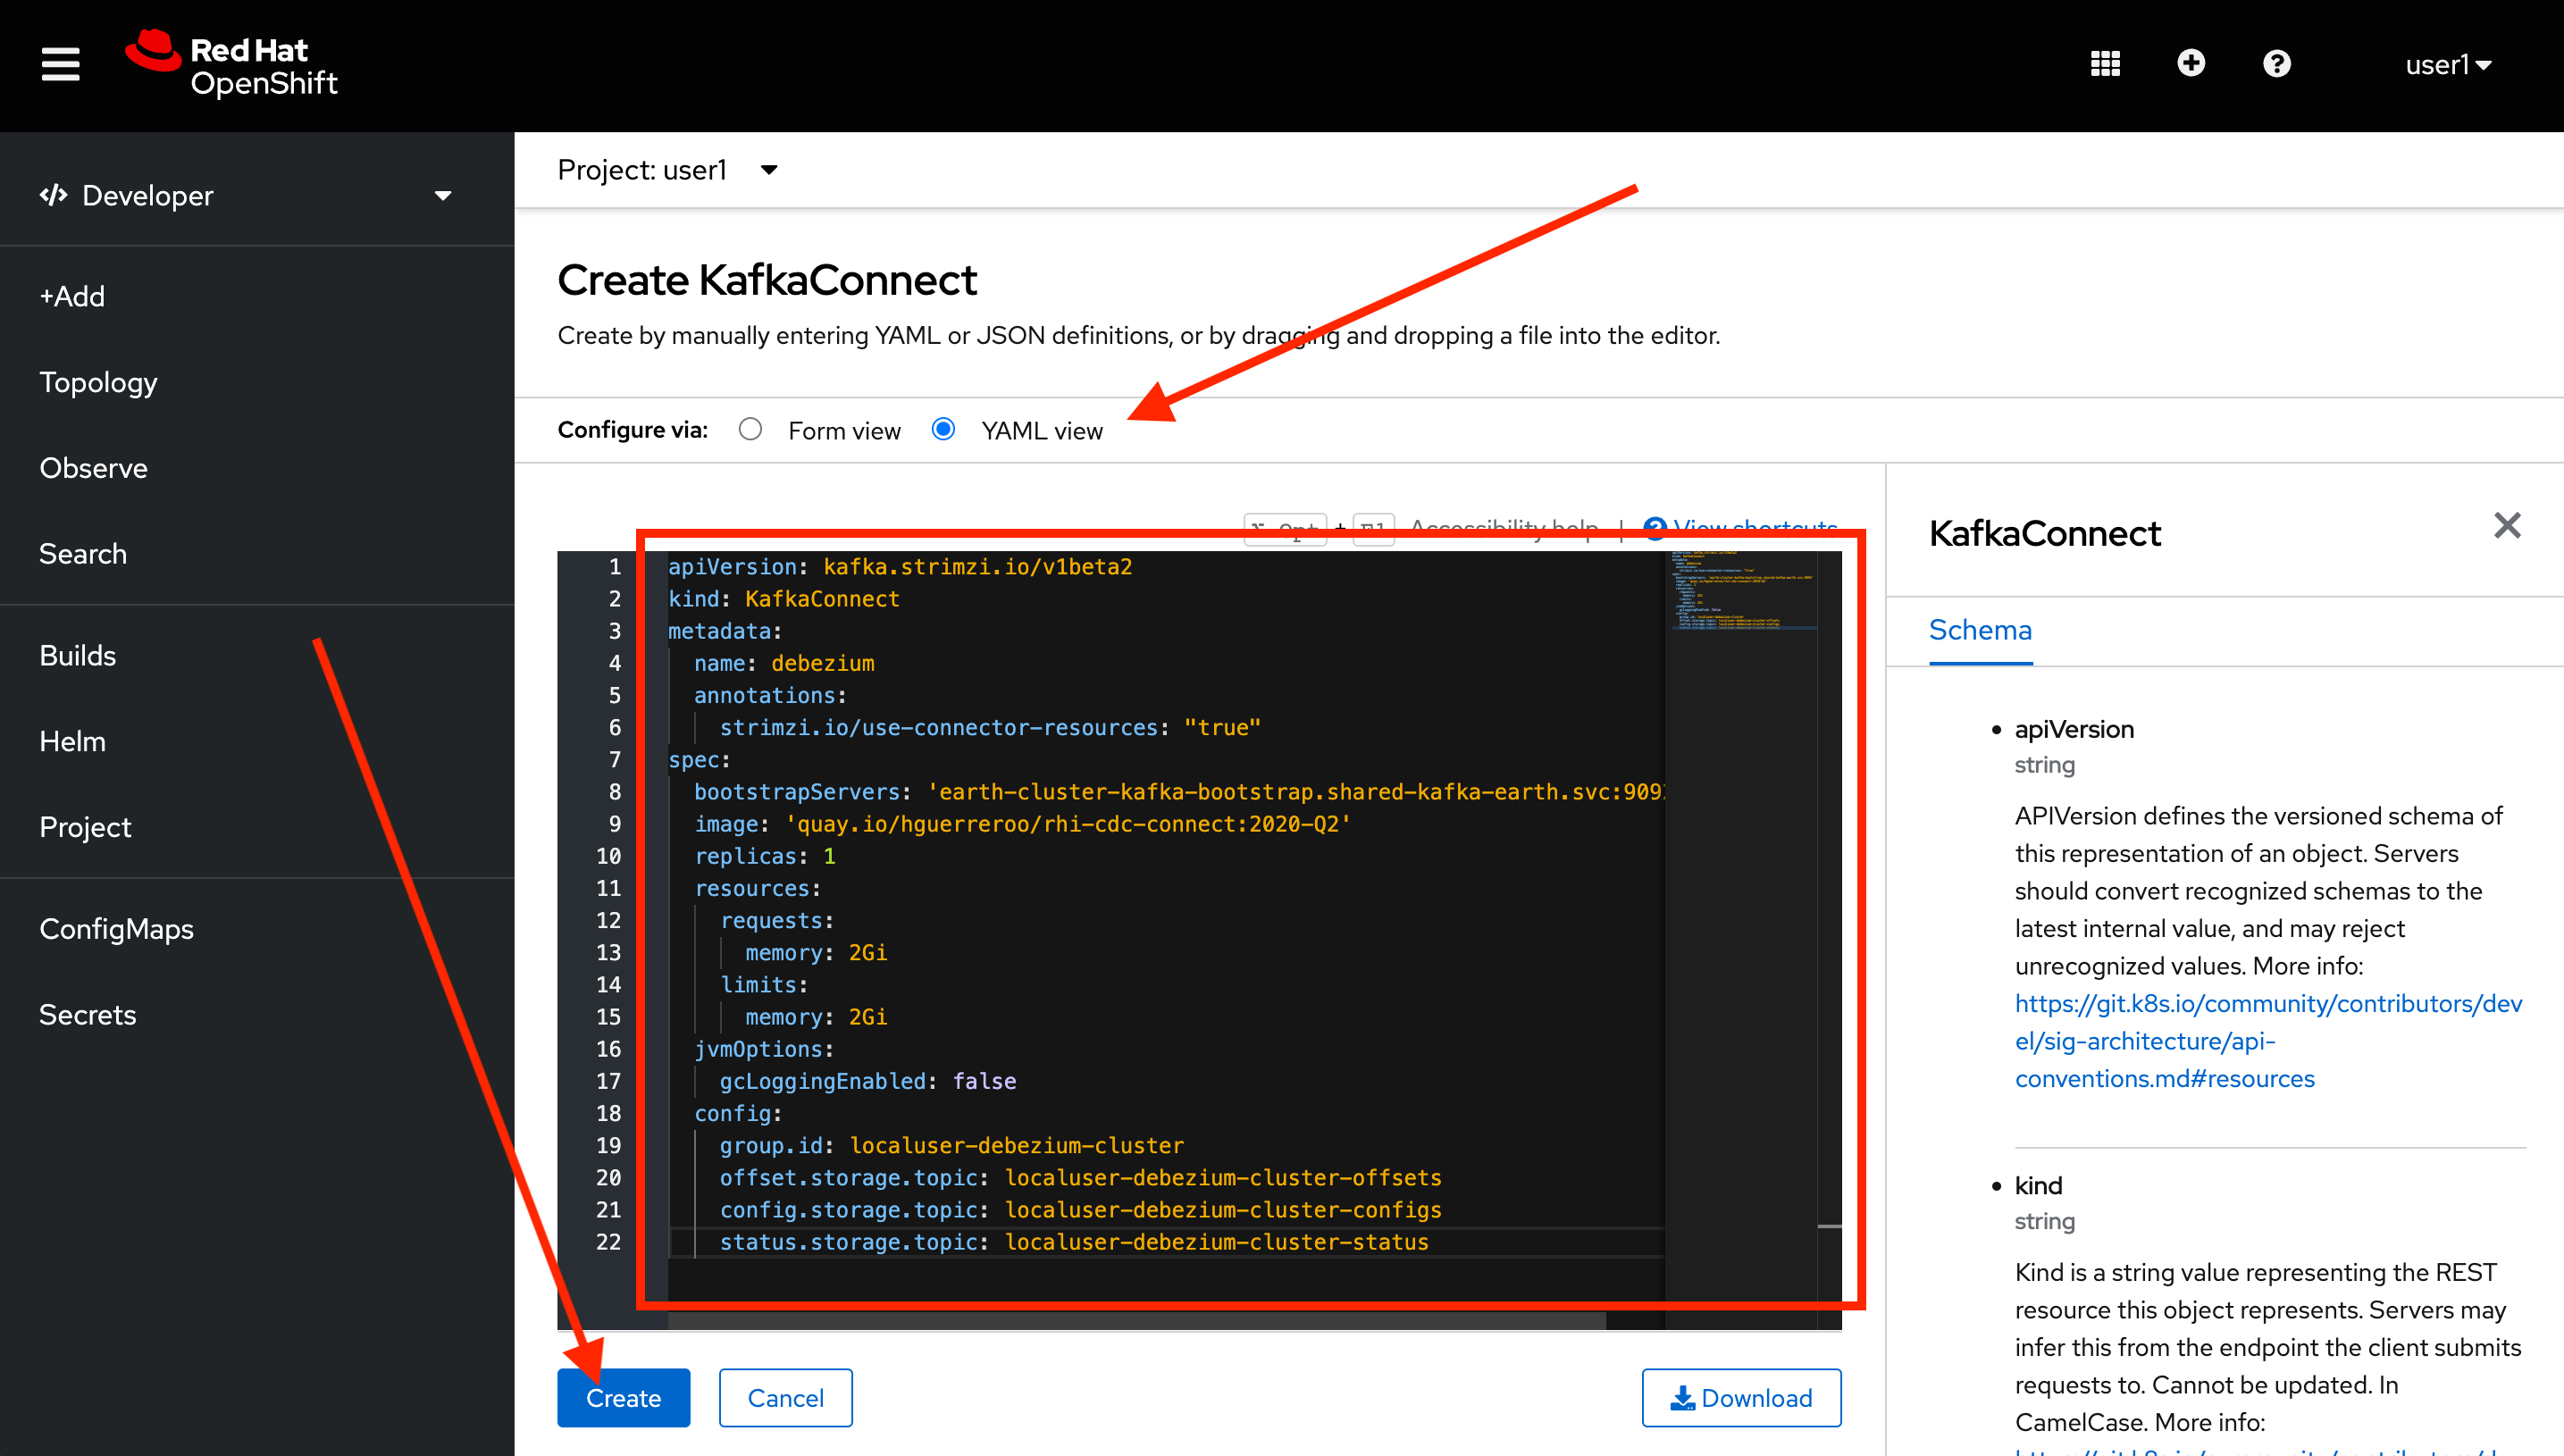 Red Hat
OpenShift
user1
Developer
+Add
Topology
Observe
Search
Builds
Helm
Project
ConfigMaps
Secrets
Project: user1
Create KafkaConnect
Create by manually entering YAML or JSON definitions, or by dragging and dropping a file into the editor.
Configure via: Form view YAML view
Opt + F1 Accessibility help | View shortcuts
1 apiVersion: kafka.strimzi.io/v1beta2
2 kind: KafkaConnect
3 metadata:
4 name: debezium
5 annotations:
6 strimzi.io/use-connector-resources: "true"
7 spec:
8 bootstrapServers: 'earth-cluster-kafka-bootstrap.shared-kafka-earth.svc:909
9 image: 'quay.io/hguerreroo/rhi-cdc-connect:2020-Q2'
10 replicas: 1
11 resources:
12 requests:
13 memory: 2Gi
14 limits:
15 memory: 2Gi
16 jvmOptions:
17 gcLoggingEnabled: false
18 config:
19 group.id: localuser-debezium-cluster
20 offset.storage.topic: localuser-debezium-cluster-offsets
21 config.storage.topic: localuser-debezium-cluster-configs
22 status.storage.topic: localuser-debezium-cluster-status
Create
Cancel
Download
KafkaConnect
Schema
• apiVersion
string
APIVersion defines the versioned schema of
this representation of an object. Servers
should convert recognized schemas to the
latest internal value, and may reject
unrecognized values. More info:
https://git.k8s.io/community/contributors/dev
el/sig-architecture/api-
conventions.md#resources
• kind
string
Kind is a string value representing the REST
resource this object represents. Servers may
infer this from the endpoint the client submits
requests to. Cannot be updated. In
CamelCase. More info: